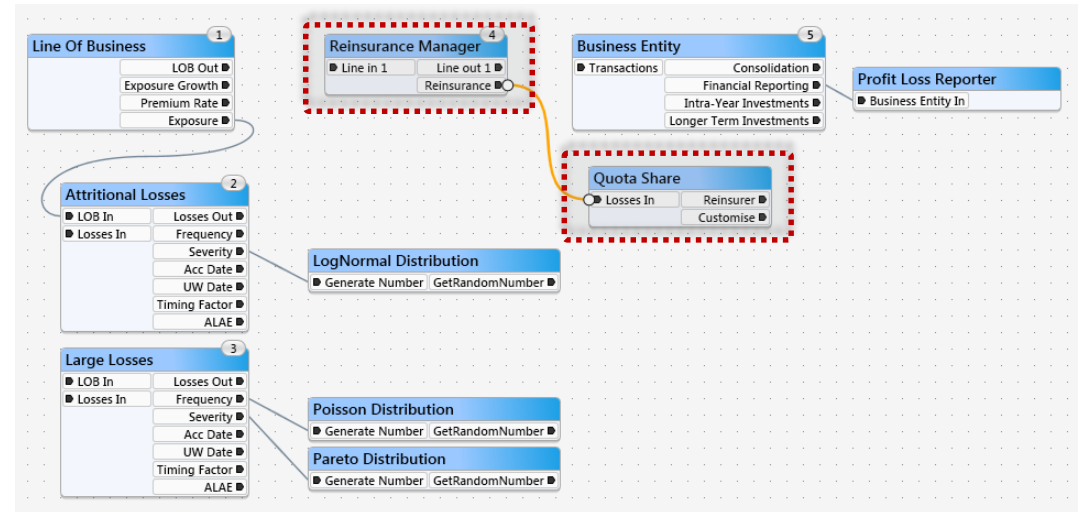 1
Line Of Business
LOB Out
Exposure Growth
Premium Rate
Exposure
4
Reinsurance Manager
Line in 1 Line out 1
Reinsurance
5
Business Entity
Transactions Consolidation
Financial Reporting
Intra-Year Investments
Longer Term Investments
Profit Loss Reporter
Business Entity In
Quota Share
Losses In Reinsurer
Customise
2
Attritional Losses
LOB In Losses Out
Losses In Frequency
Severity
Acc Date
UW Date
Timing Factor
ALAE
LogNormal Distribution
Generate Number GetRandomNumber
3
Large Losses
LOB In Losses Out
Losses In Frequency
Severity
Acc Date
UW Date
Timing Factor
ALAE
Poisson Distribution
Generate Number GetRandomNumber
Pareto Distribution
Generate Number GetRandomNumber